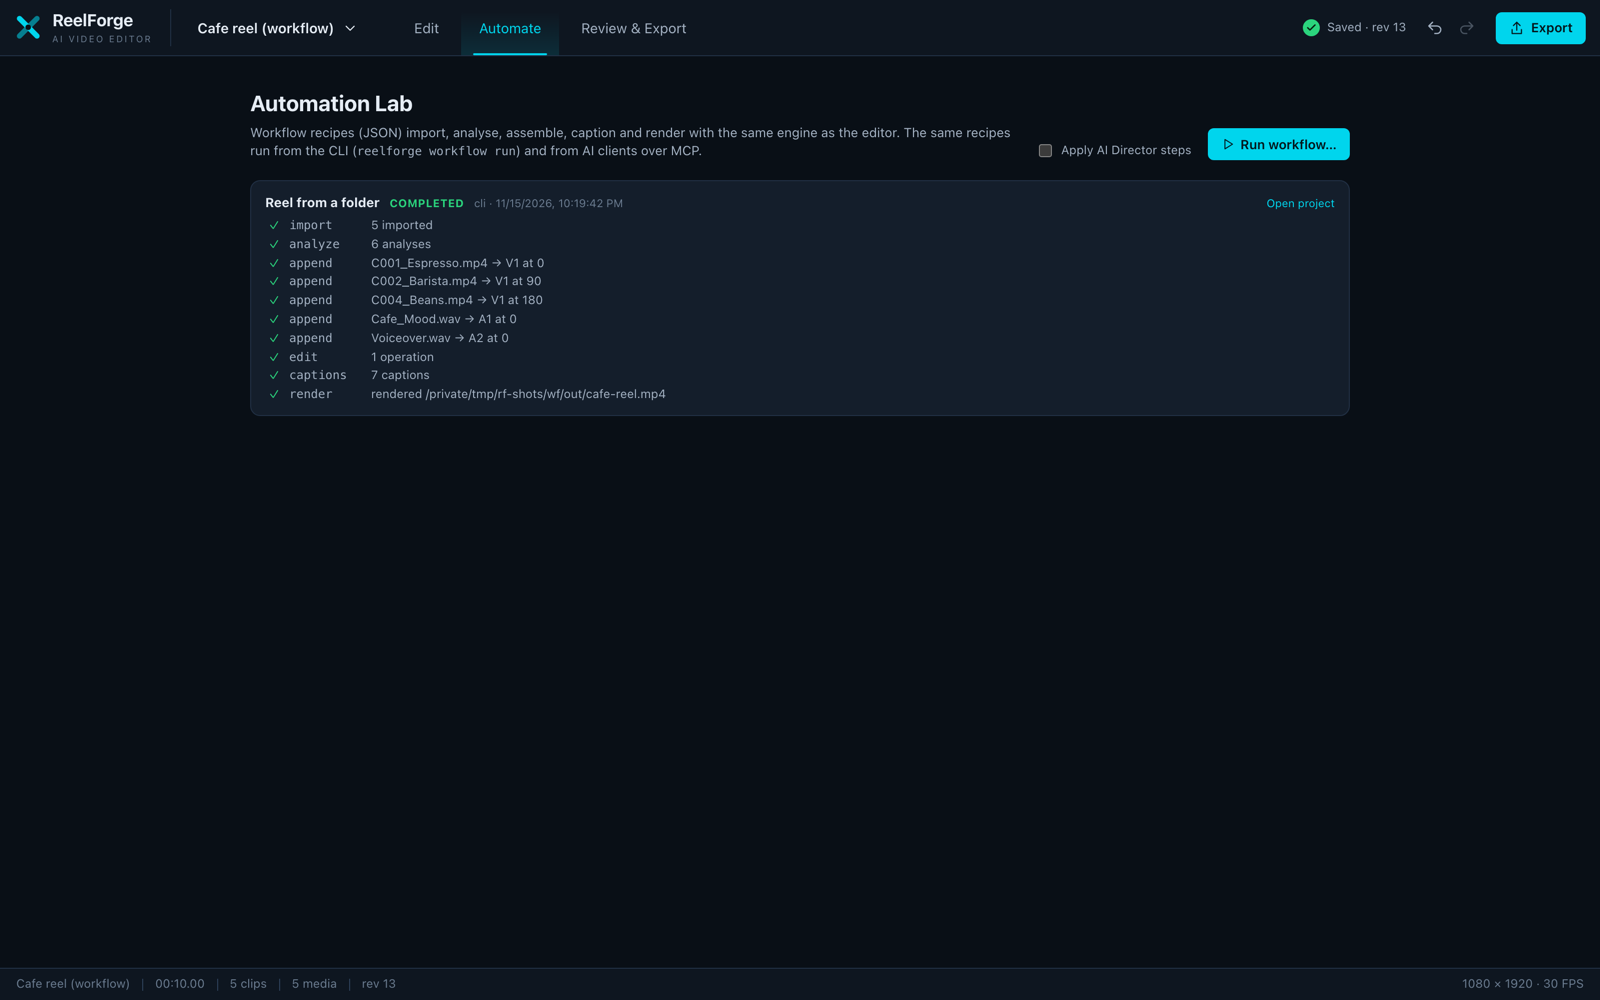 ReelForge
AI VIDEO EDITOR
Cafe reel (workflow)
Edit
Automate
Review & Export
Saved · rev 13
Export
Automation Lab
Workflow recipes (JSON) import, analyse, assemble, caption and render with the same engine as the editor. The same recipes
run from the CLI (reelforge workflow run) and from AI clients over MCP.
Apply AI Director steps
Run workflow...
Reel from a folder COMPLETED cli · 11/15/2026, 10:19:42 PM
Open project
✓ import 5 imported
✓ analyze 6 analyses
✓ append C001_Espresso.mp4 → V1 at 0
✓ append C002_Barista.mp4 → V1 at 90
✓ append C004_Beans.mp4 → V1 at 180
✓ append Cafe_Mood.wav → A1 at 0
✓ append Voiceover.wav → A2 at 0
✓ edit 1 operation
✓ captions 7 captions
✓ render rendered /private/tmp/rf-shots/wf/out/cafe-reel.mp4
Cafe reel (workflow) | 00:10.00 | 5 clips | 5 media | rev 13
1080 × 1920 · 30 FPS